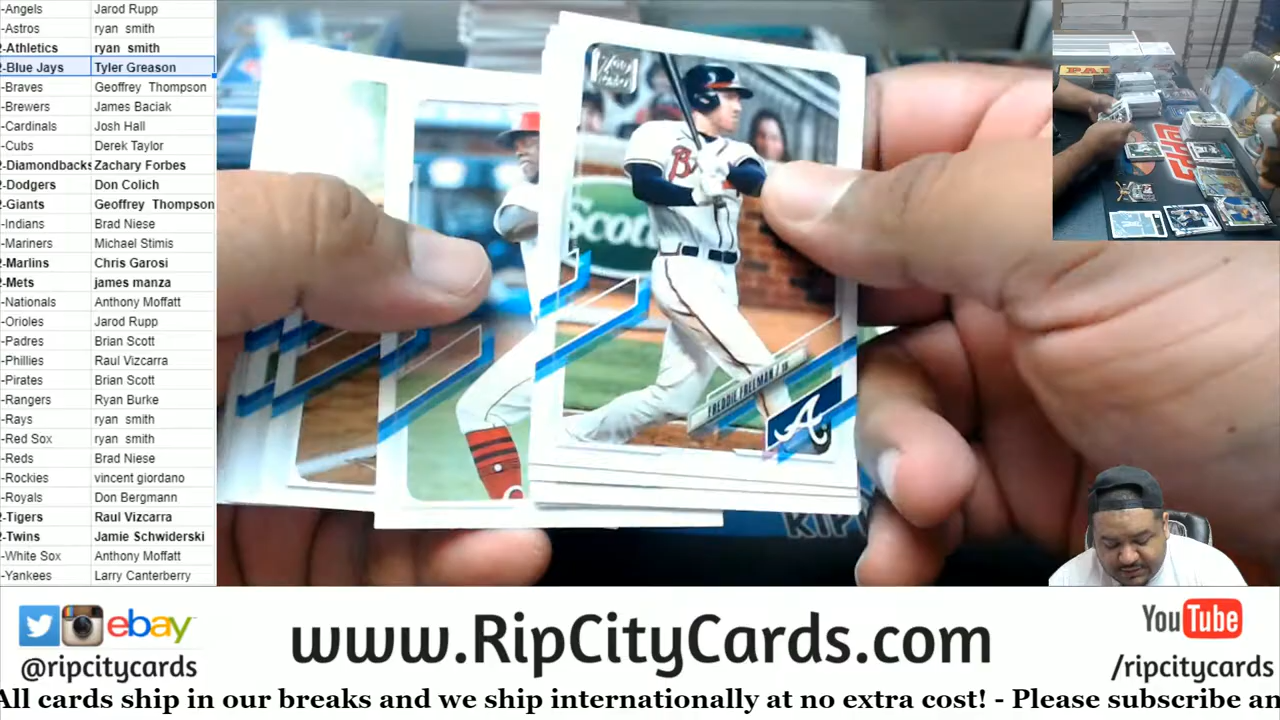 -Angels Jarod Rupp
-Astros ryan smith
2-Athletics ryan smith
2-Blue Jays Tyler Greason
-Braves Geoffrey Thompson
-Brewers James Baciak
-Cardinals Josh Hall
-Cubs Derek Taylor
2-Diamondbacks Zachary Forbes
2-Dodgers Don Colich
2-Giants Geoffrey Thompson
-Indians Brad Niese
-Mariners Michael Stimis
2-Marlins Chris Garosi
2-Mets james manza
-Nationals Anthony Moffatt
-Orioles Jarod Rupp
-Padres Brian Scott
-Phillies Raul Vizcarra
-Pirates Brian Scott
-Rangers Ryan Burke
-Rays ryan smith
-Red Sox ryan smith
-Reds Brad Niese
-Rockies vincent giordano
-Royals Don Bergmann
2-Tigers Raul Vizcarra
2-Twins Jamie Schwiderski
-White Sox Anthony Moffatt
-Yankees Larry Canterberry
B
Scott
FREDDIE FREEMAN / 1B
A
RIP
ebay
@ripcitycards
www.RipCityCards.com
YouTube
/ripcitycards
All cards ship in our breaks and we ship internationally at no extra cost! - Please subscribe an